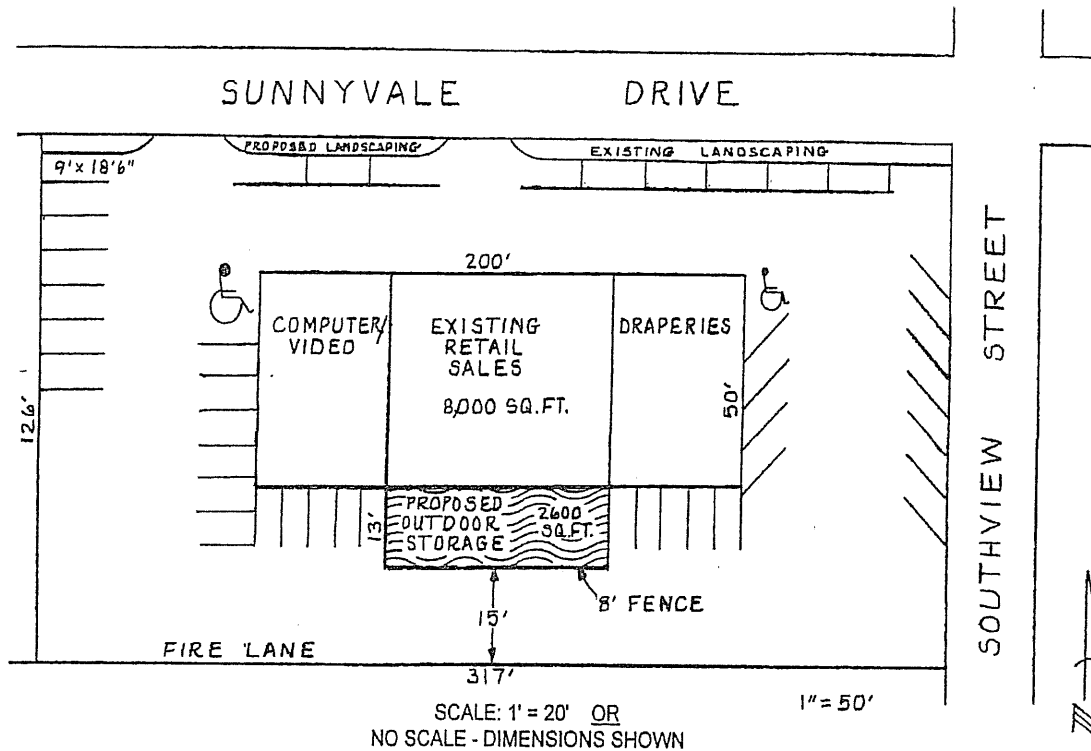 SUNNYVALE DRIVE
PROPOSED LANDSCAPING
EXISTING LANDSCAPING
9' x 18'6"
200'
COMPUTER/
VIDEO
EXISTING
RETAIL
SALES
8,000 SQ.FT.
DRAPERIES
50'
126'
SOUTHVIEW STREET
PROPOSED
OUTDOOR
STORAGE
2600
SQ.FT.
13'
15'
8' FENCE
FIRE LANE
317'
1"=50'
SCALE: 1' = 20' OR
NO SCALE - DIMENSIONS SHOWN